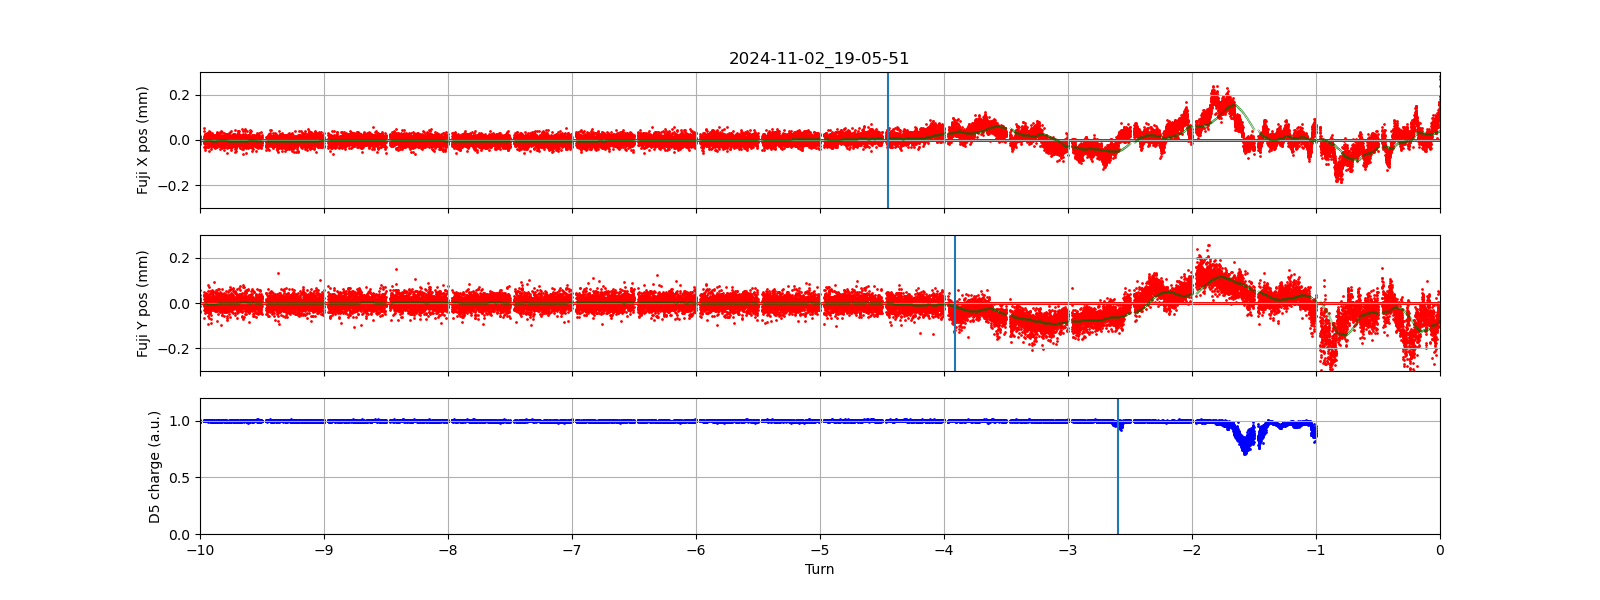 2024-11-02_19-05-51
Fuji X pos (mm)
0.2
0.0
−0.2
Fuji Y pos (mm)
0.2
0.0
−0.2
D5 charge (a.u.)
1.0
0.5
0.0
−10 −9 −8 −7 −6 −5 −4 −3 −2 −1 0
Turn